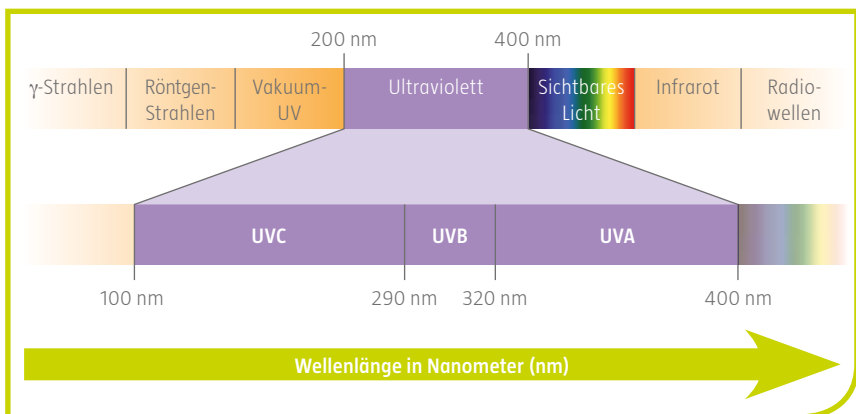 200 nm
400 nm
γ-Strahlen
Röntgen-
Strahlen
Vakuum-
UV
Ultraviolett
Sichtbares
Licht
Infrarot
Radio-
wellen
UVC
UVB
UVA
100 nm
290 nm
320 nm
400 nm
Wellenlänge in Nanometer (nm)